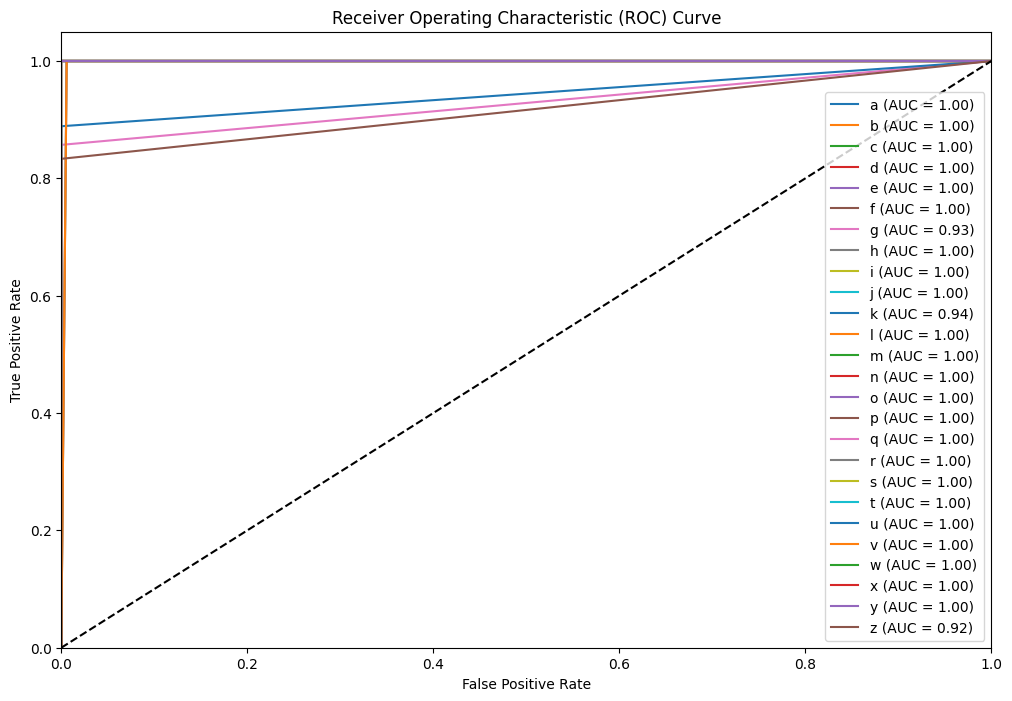 Receiver Operating Characteristic (ROC) Curve
1.0
0.8
0.6
0.4
0.2
0.0
True Positive Rate
a (AUC = 1.00)
b (AUC = 1.00)
c (AUC = 1.00)
d (AUC = 1.00)
e (AUC = 1.00)
f (AUC = 1.00)
g (AUC = 0.93)
h (AUC = 1.00)
i (AUC = 1.00)
j (AUC = 1.00)
k (AUC = 0.94)
l (AUC = 1.00)
m (AUC = 1.00)
n (AUC = 1.00)
o (AUC = 1.00)
p (AUC = 1.00)
q (AUC = 1.00)
r (AUC = 1.00)
s (AUC = 1.00)
t (AUC = 1.00)
u (AUC = 1.00)
v (AUC = 1.00)
w (AUC = 1.00)
x (AUC = 1.00)
y (AUC = 1.00)
z (AUC = 0.92)
0.0 0.2 0.4 0.6 0.8 1.0
False Positive Rate